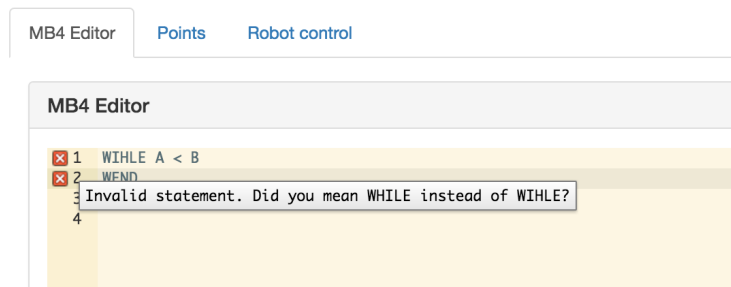 MB4 Editor Points Robot control
MB4 Editor
1 WIHLE A < B
2 WEND
Invalid statement. Did you mean WHILE instead of WIHLE?
3
4